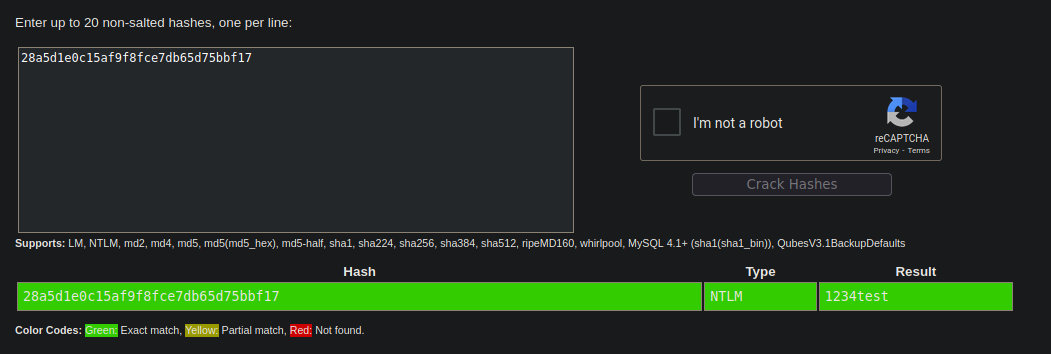 Enter up to 20 non-salted hashes, one per line:
28a5d1e0c15af9f8fce7db65d75bbf17
I'm not a robot
reCAPTCHA
Privacy - Terms
Crack Hashes
Supports: LM, NTLM, md2, md4, md5, md5(md5_hex), md5-half, sha1, sha224, sha256, sha384, sha512, ripeMD160, whirlpool, MySQL 4.1+ (sha1(sha1_bin)), QubesV3.1BackupDefaults
Hash Type Result
28a5d1e0c15af9f8fce7db65d75bbf17 NTLM 1234test
Color Codes: Green: Exact match, Yellow: Partial match, Red: Not found.